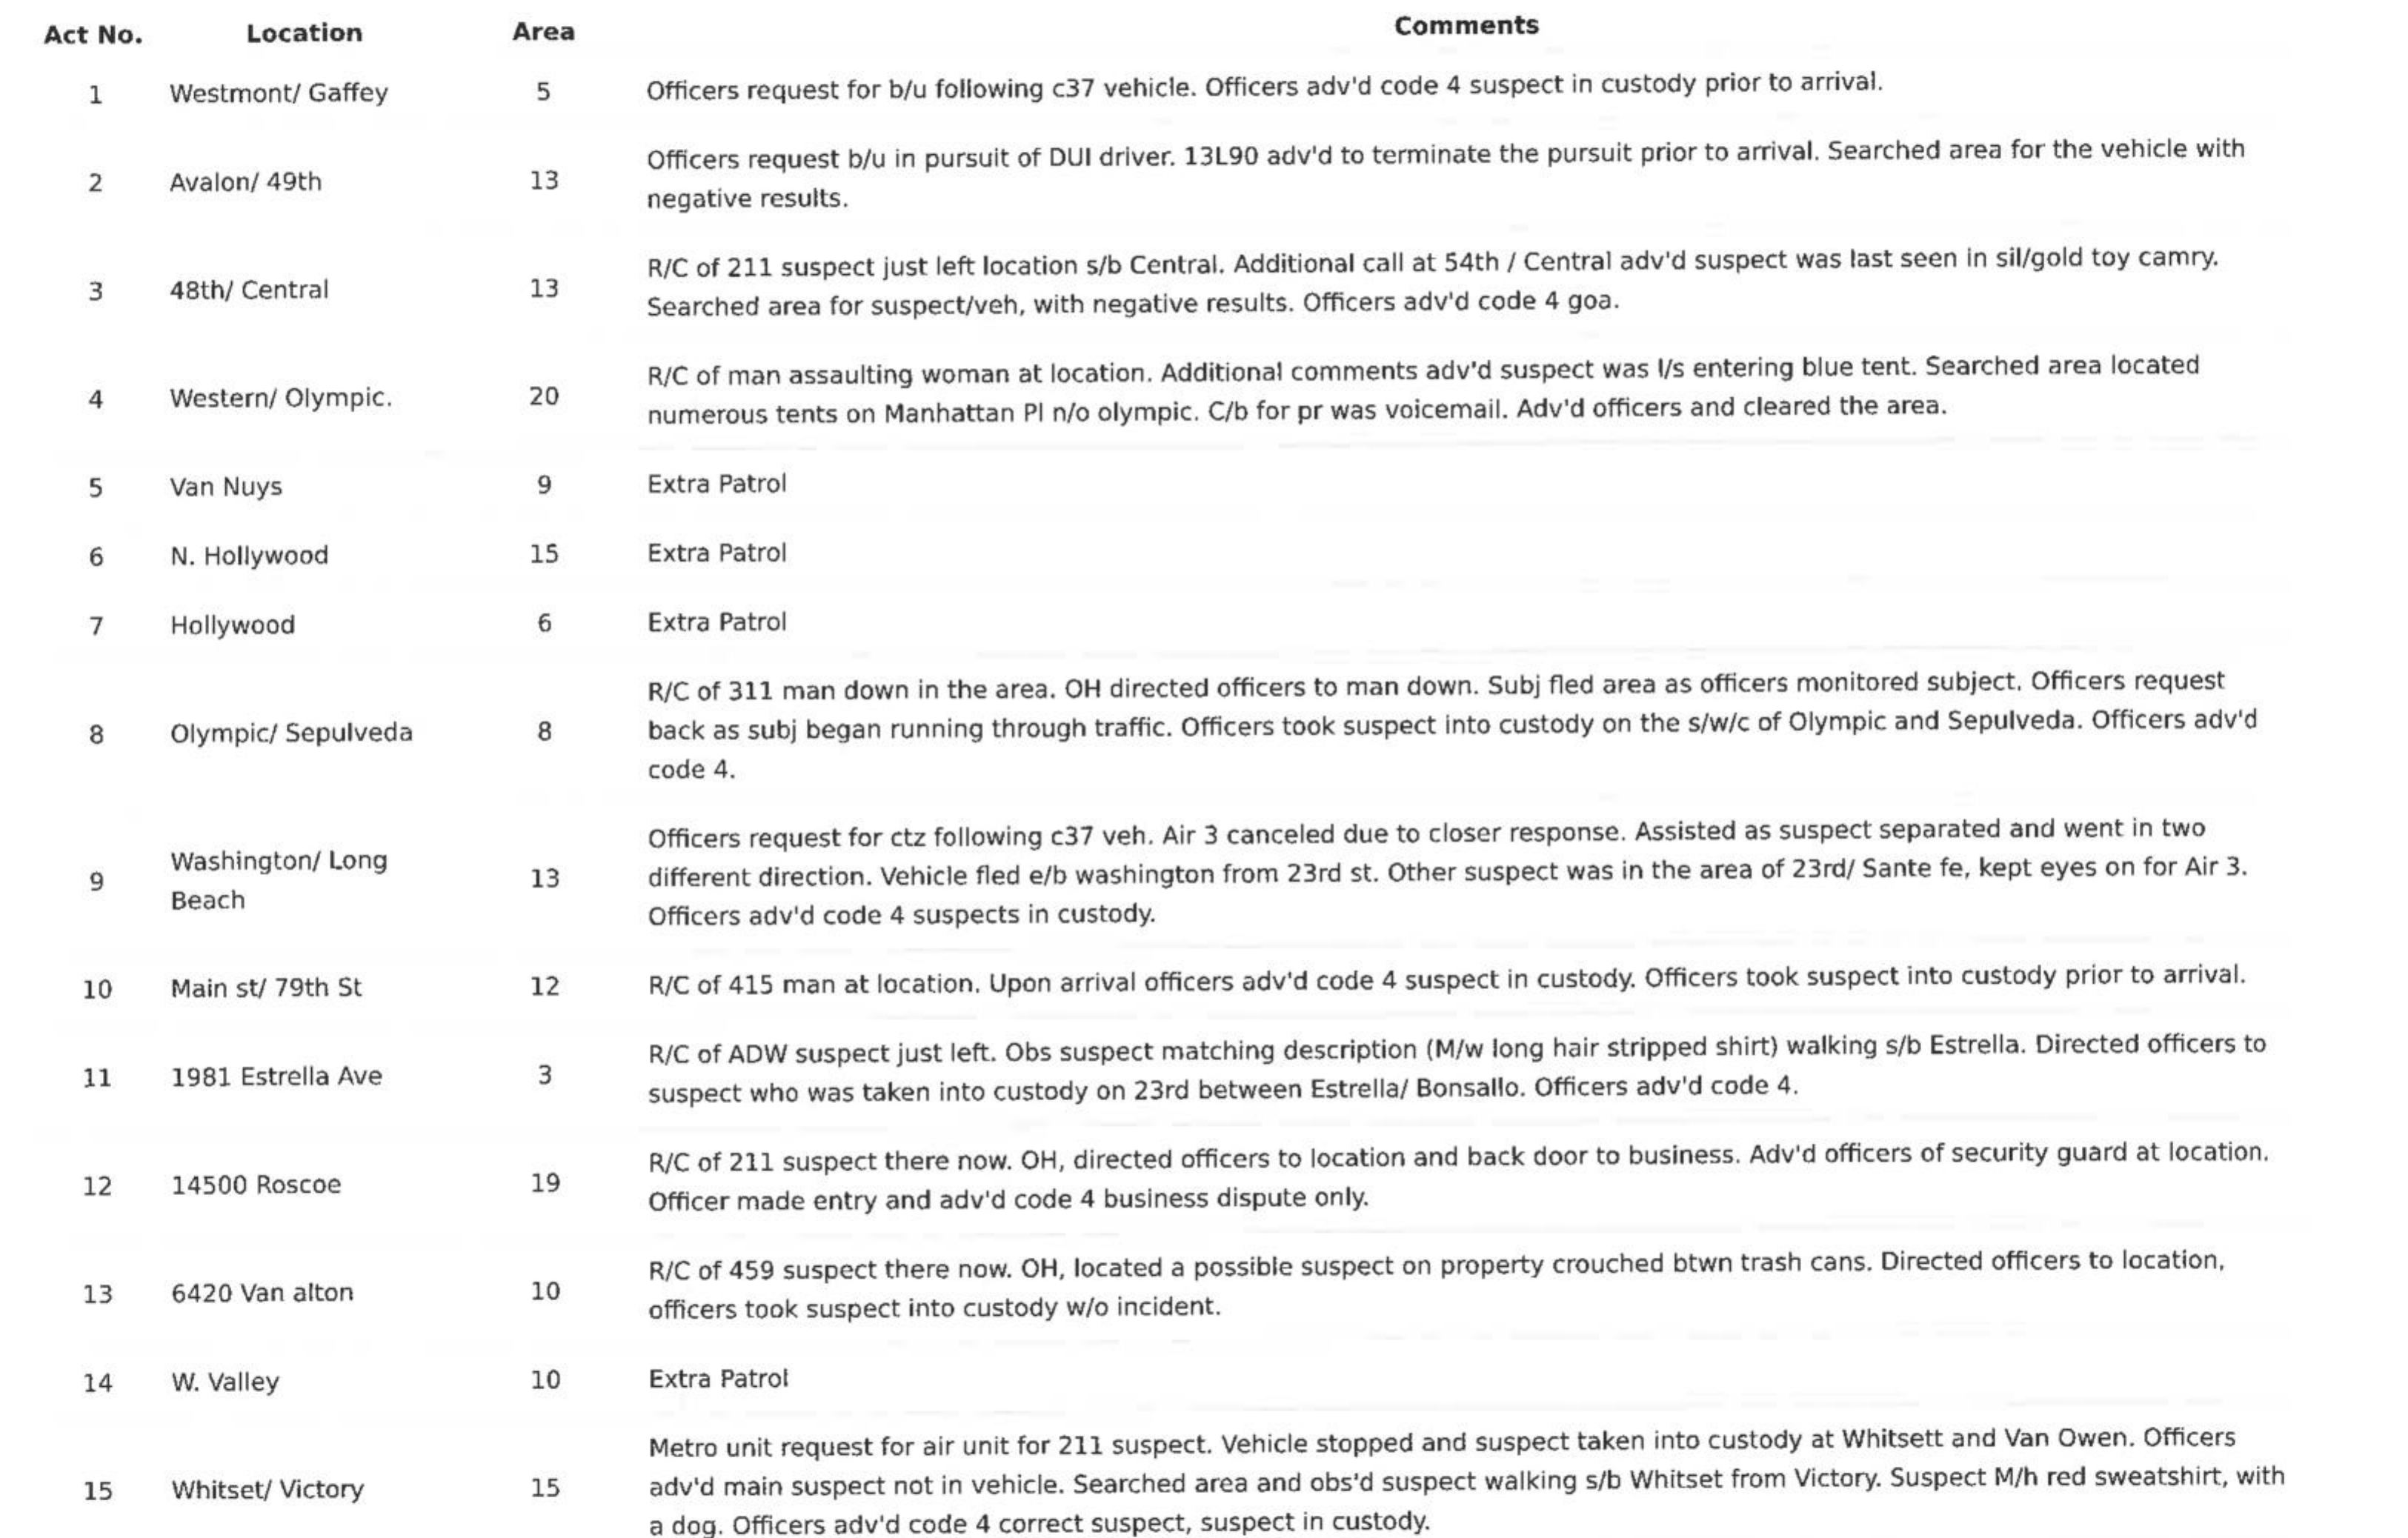 Act No. Location Area Comments
1 Westmont/ Gaffey 5 Officers request for b/u following c37 vehicle. Officers adv'd code 4 suspect in custody prior to arrival.
2 Avalon/ 49th 13 Officers request b/u in pursuit of DUI driver. 13L90 adv'd to terminate the pursuit prior to arrival. Searched area for the vehicle with
negative results.
3 48th/ Central 13 R/C of 211 suspect just left location s/b Central. Additional call at 54th / Central adv'd suspect was last seen in sil/gold toy camry.
Searched area for suspect/veh, with negative results. Officers adv'd code 4 goa.
4 Western/ Olympic. 20 R/C of man assaulting woman at location. Additional comments adv'd suspect was l/s entering blue tent. Searched area located
numerous tents on Manhattan Pl n/o olympic. C/b for pr was voicemail. Adv'd officers and cleared the area.
5 Van Nuys 9 Extra Patrol
6 N. Hollywood 15 Extra Patrol
7 Hollywood 6 Extra Patrol
8 Olympic/ Sepulveda 8 R/C of 311 man down in the area. OH directed officers to man down. Subj fled area as officers monitored subject. Officers request
back as subj began running through traffic. Officers took suspect into custody on the s/w/c of Olympic and Sepulveda. Officers adv'd
code 4.
9 Washington/ Long Beach 13 Officers request for ctz following c37 veh. Air 3 canceled due to closer response. Assisted as suspect separated and went in two
different direction. Vehicle fled e/b washington from 23rd st. Other suspect was in the area of 23rd/ Sante fe, kept eyes on for Air 3.
Officers adv'd code 4 suspects in custody.
10 Main st/ 79th St 12 R/C of 415 man at location. Upon arrival officers adv'd code 4 suspect in custody. Officers took suspect into custody prior to arrival.
11 1981 Estrella Ave 3 R/C of ADW suspect just left. Obs suspect matching description (M/w long hair stripped shirt) walking s/b Estrella. Directed officers to
suspect who was taken into custody on 23rd between Estrella/ Bonsallo. Officers adv'd code 4.
12 14500 Roscoe 19 R/C of 211 suspect there now. OH, directed officers to location and back door to business. Adv'd officers of security guard at location.
Officer made entry and adv'd code 4 business dispute only.
13 6420 Van alton 10 R/C of 459 suspect there now. OH, located a possible suspect on property crouched btwn trash cans. Directed officers to location,
officers took suspect into custody w/o incident.
14 W. Valley 10 Extra Patrol
15 Whitset/ Victory 15 Metro unit request for air unit for 211 suspect. Vehicle stopped and suspect taken into custody at Whitsett and Van Owen. Officers
adv'd main suspect not in vehicle. Searched area and obs'd suspect walking s/b Whitset from Victory. Suspect M/h red sweatshirt, with
a dog. Officers adv'd code 4 correct suspect, suspect in custody.